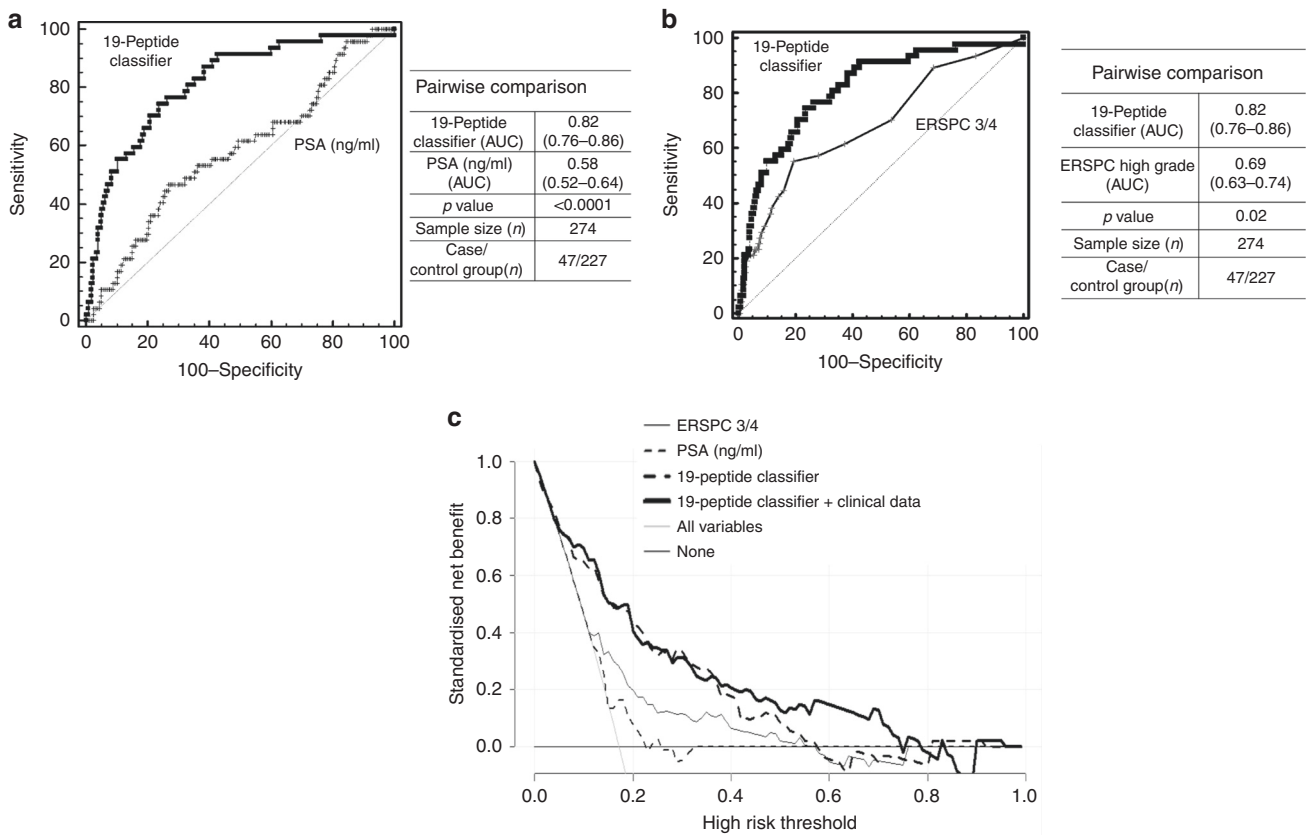 a
100
80
60
40
20
0
Sensitivity
19-Peptide
classifier
PSA (ng/ml)
0 20 40 60 80 100
100–Specificity
Pairwise comparison
19-Peptide
classifier (AUC)
0.82
(0.76–0.86)
PSA (ng/ml)
(AUC)
0.58
(0.52–0.64)
p value
<0.0001
Sample size (n)
274
Case/
control group(n)
47/227
b
100
80
60
40
20
0
Sensitivity
19-Peptide
classifier
ERSPC 3/4
0 20 40 60 80 100
100–Specificity
Pairwise comparison
19-Peptide
classifier (AUC)
0.82
(0.76–0.86)
ERSPC high grade
(AUC)
0.69
(0.63–0.74)
p value
0.02
Sample size (n)
274
Case/
control group(n)
47/227
c
ERSPC 3/4
PSA (ng/ml)
19-peptide classifier
19-peptide classifier + clinical data
All variables
None
1.0
0.8
0.6
0.4
0.2
0.0
Standardised net benefit
0.0 0.2 0.4 0.6 0.8 1.0
High risk threshold